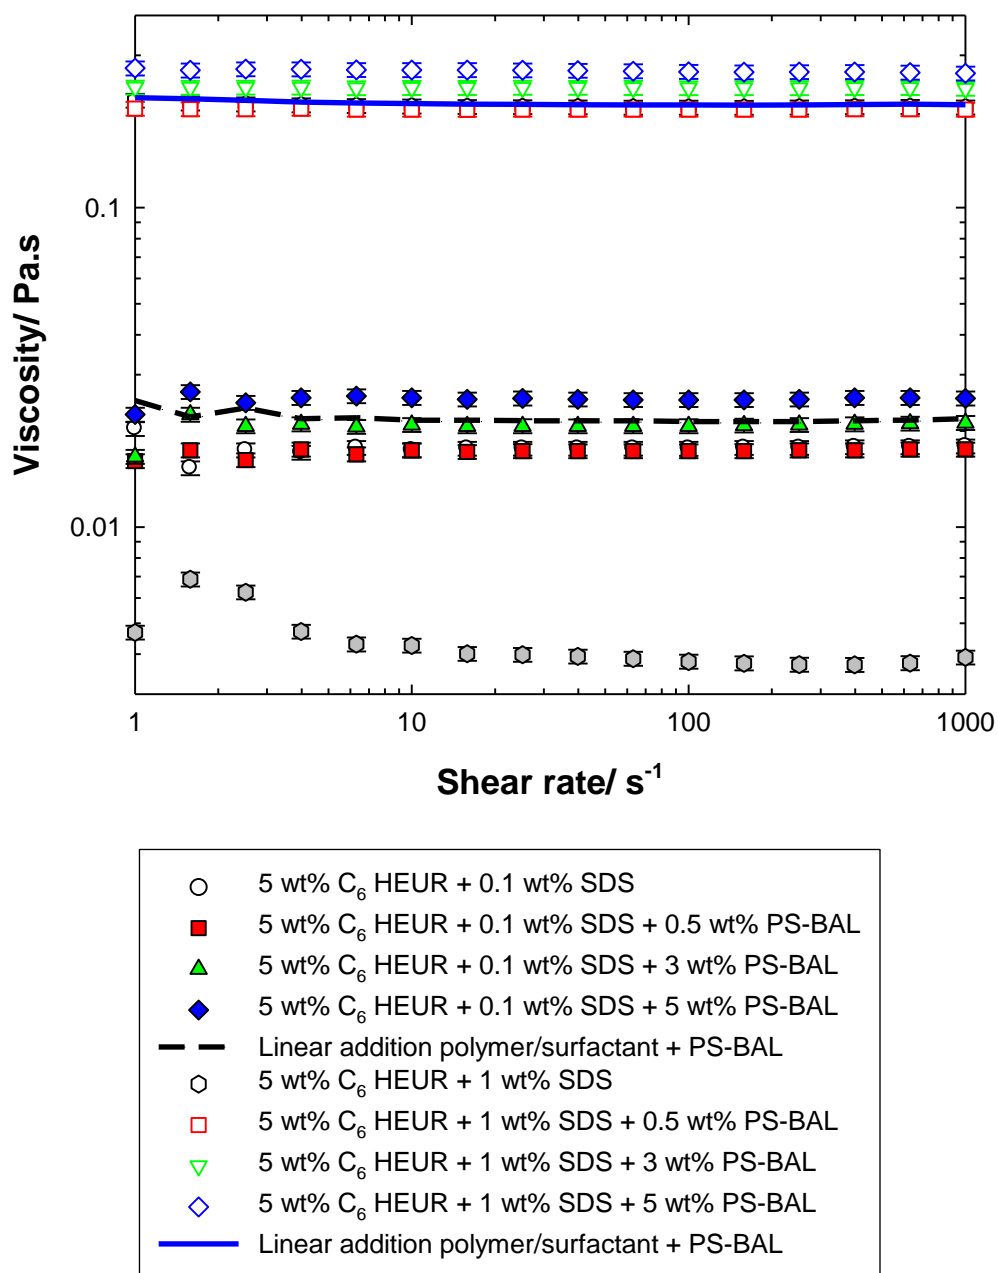 0.1
0.01
Viscosity/ Pa.s
1
10
100
1000
Shear rate/ s⁻¹
5 wt% C₆ HEUR + 0.1 wt% SDS
5 wt% C₆ HEUR + 0.1 wt% SDS + 0.5 wt% PS-BAL
5 wt% C₆ HEUR + 0.1 wt% SDS + 3 wt% PS-BAL
5 wt% C₆ HEUR + 0.1 wt% SDS + 5 wt% PS-BAL
Linear addition polymer/surfactant + PS-BAL
5 wt% C₆ HEUR + 1 wt% SDS
5 wt% C₆ HEUR + 1 wt% SDS + 0.5 wt% PS-BAL
5 wt% C₆ HEUR + 1 wt% SDS + 3 wt% PS-BAL
5 wt% C₆ HEUR + 1 wt% SDS + 5 wt% PS-BAL
Linear addition polymer/surfactant + PS-BAL